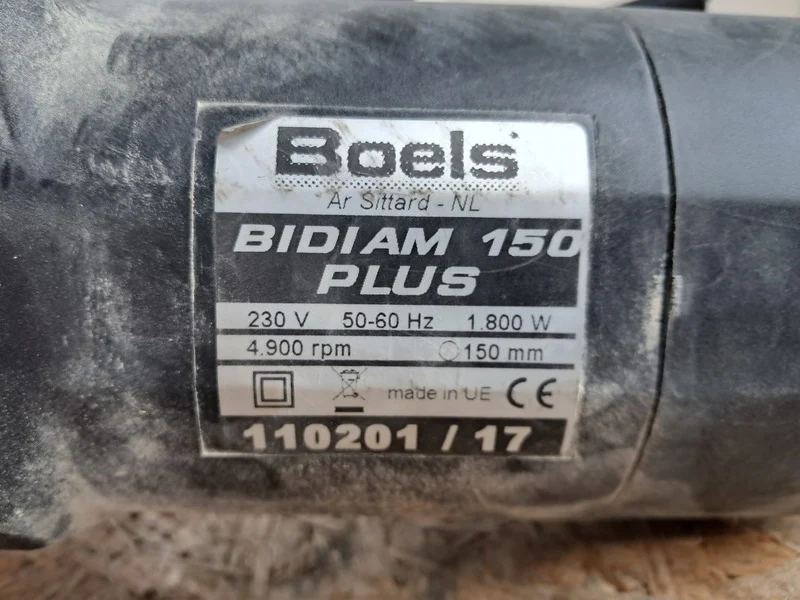 Boels
Ar Sittard - NL
BIDIAM 150
PLUS
230 V 50-60 Hz 1.800 W
4.900 rpm 150 mm
made in UE CE
110201 / 17